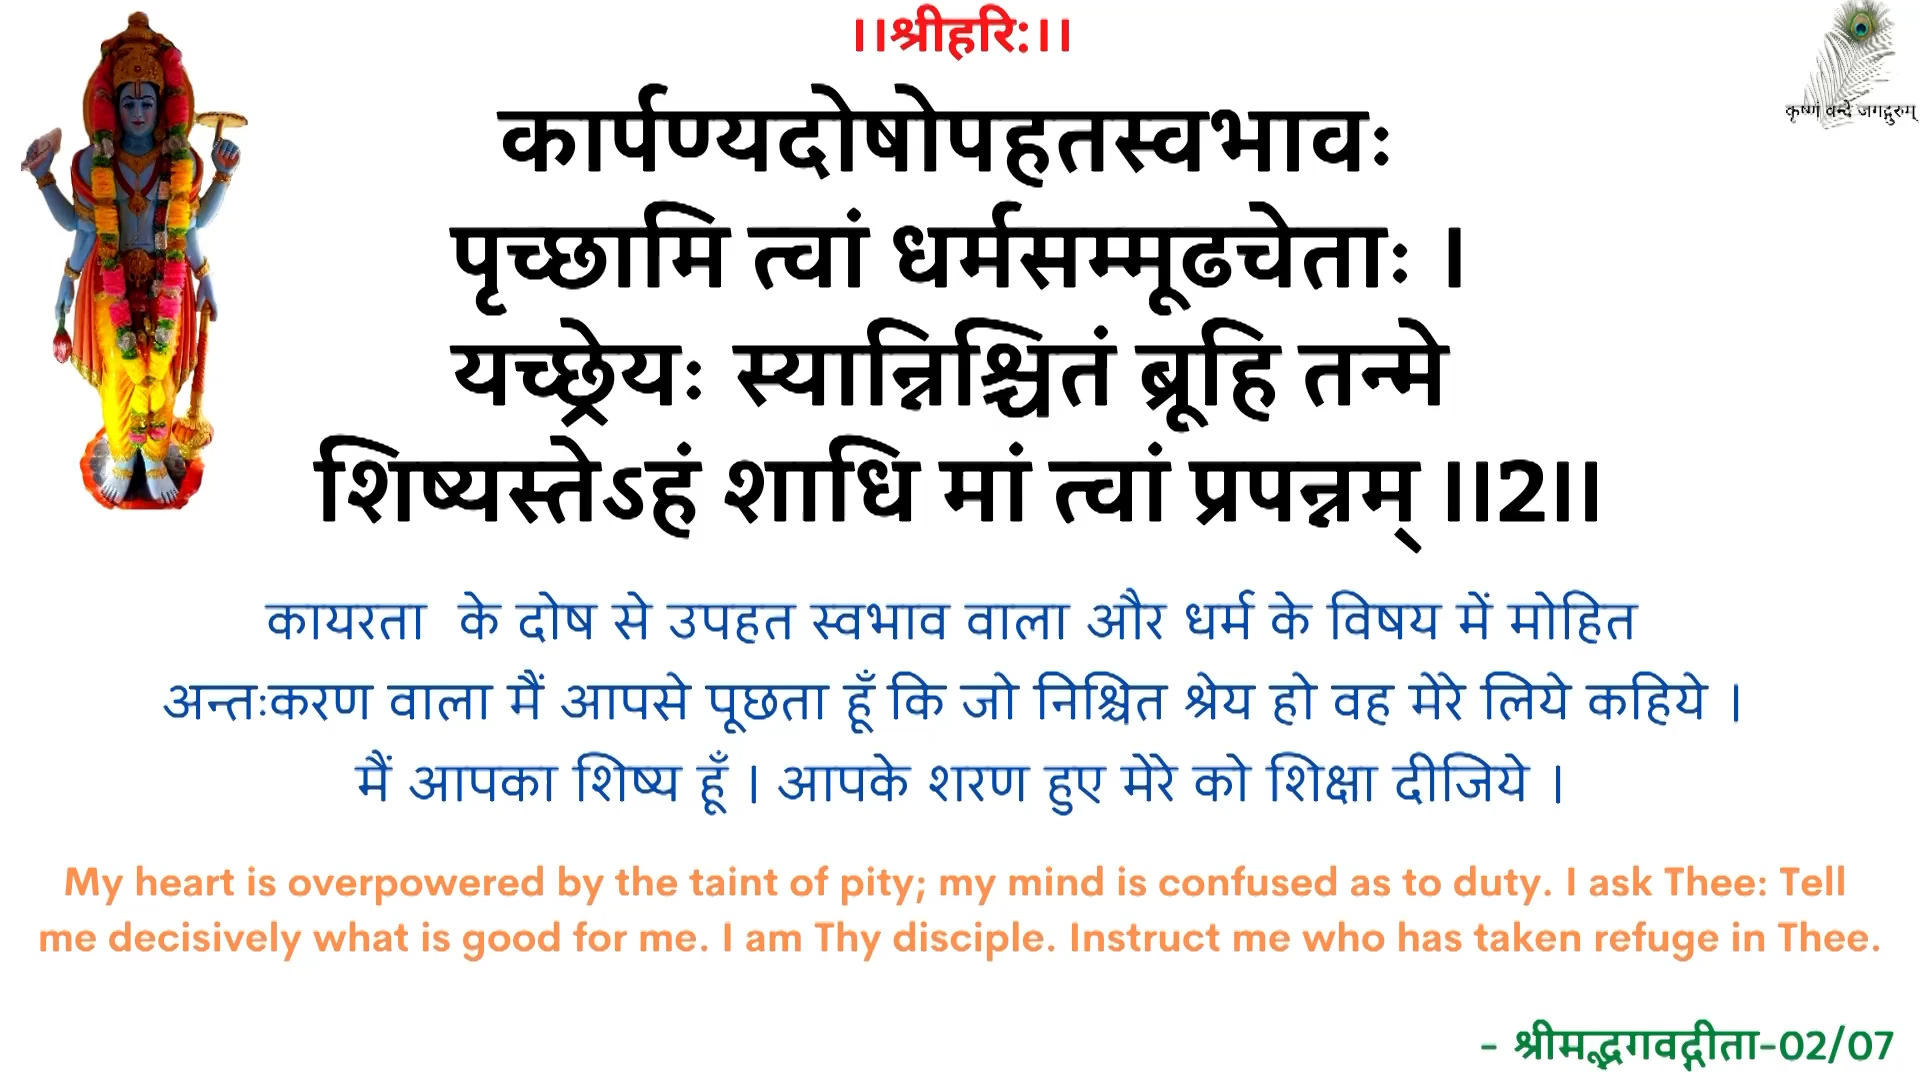 ।।श्रीहरि:।।
कृष्णं वन्दे जगद्गुरुम्
कार्पण्यदोषोपहतस्वभावः
पृच्छामि त्वां धर्मसम्मूढचेताः ।
यच्छ्रेयः स्यान्निश्चितं ब्रूहि तन्मे
शिष्यस्तेऽहं शाधि मां त्वां प्रपन्नम् ।।2।।
कायरता के दोष से उपहत स्वभाव वाला और धर्म के विषय में मोहित
अन्तःकरण वाला मैं आपसे पूछता हूँ कि जो निश्चित श्रेय हो वह मेरे लिये कहिये ।
मैं आपका शिष्य हूँ । आपके शरण हुए मेरे को शिक्षा दीजिये ।
My heart is overpowered by the taint of pity; my mind is confused as to duty. I ask Thee: Tell
me decisively what is good for me. I am Thy disciple. Instruct me who has taken refuge in Thee.
- श्रीमद्भगवद्गीता-02/07